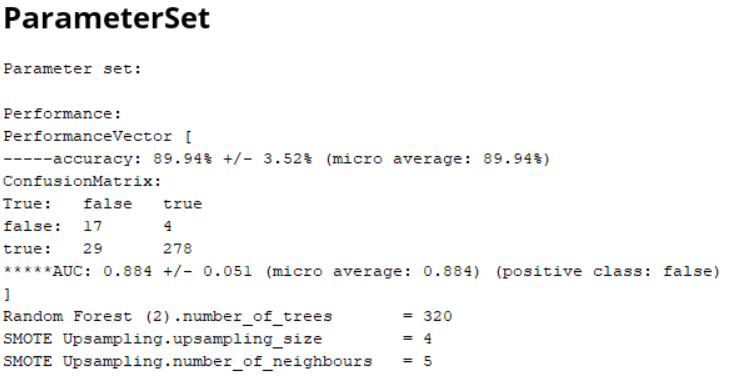 ParameterSet
Parameter set:
Performance:
PerformanceVector [
-----accuracy: 89.94% +/- 3.52% (micro average: 89.94%)
ConfusionMatrix:
True:   false   true
false:  17      4
true:   29      278
*****AUC: 0.884 +/- 0.051 (micro average: 0.884) (positive class: false)
]
Random Forest (2).number_of_trees       = 320
SMOTE Upsampling.upsampling_size        = 4
SMOTE Upsampling.number_of_neighbours   = 5